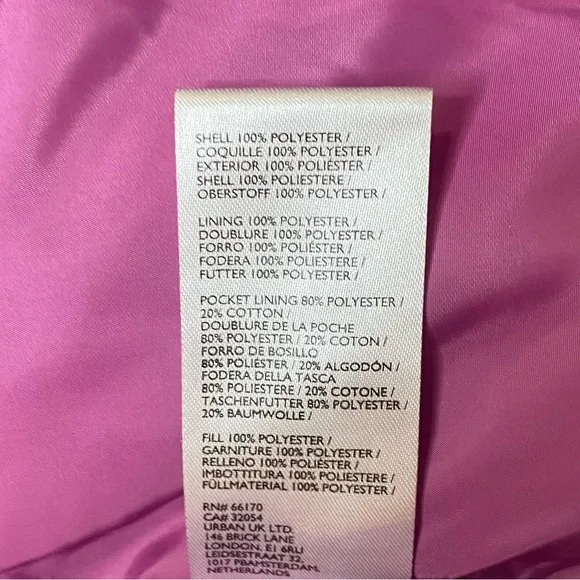 SHELL 100% POLYESTER /
COQUILLE 100% POLYESTER /
EXTERIOR 100% POLIÉSTER /
SHELL 100% POLIESTERE /
OBERSTOFF 100% POLYESTER /
LINING 100% POLYESTER /
DOUBLURE 100% POLYESTER /
FORRO 100% POLIÉSTER /
FODERA 100% POLIESTERE /
FUTTER 100% POLYESTER /
POCKET LINING 80% POLYESTER /
20% COTTON /
DOUBLURE DE LA POCHE
80% POLYESTER / 20% COTON /
FORRO DE BOSILLO
80% POLIÉSTER / 20% ALGODÓN /
FODERA DELLA TASCA
80% POLIESTERE / 20% COTONE /
TASCHENFUTTER 80% POLYESTER /
20% BAUMWOLLE /
FILL 100% POLYESTER /
GARNITURE 100% POLYESTER /
RELLENO 100% POLIÉSTER /
IMBOTTITURA 100% POLIESTERE /
FÜLLMATERIAL 100% POLYESTER /
RN# 66170
CA# 32054
URBAN UK LTD.
146 BRICK LANE
LONDON, E1 6RU
LEIDSESTRAAT 32,
1017 PBAMSTERDAM,
NETHERLANDS